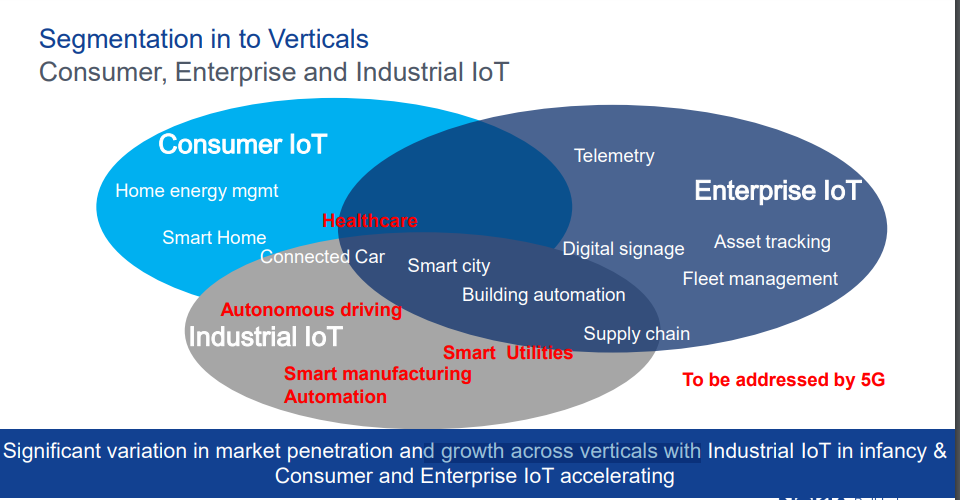 Segmentation in to Verticals
Consumer, Enterprise and Industrial IoT
Consumer IoT
Telemetry
Home energy mgmt
Enterprise IoT
Healthcare
Smart Home
Digital signage
Asset tracking
Connected Car
Smart city
Fleet management
Building automation
Autonomous driving
Industrial IoT
Supply chain
Smart Utilities
Smart manufacturing
Automation
To be addressed by 5G
Significant variation in market penetration and growth across verticals with Industrial IoT in infancy &
Consumer and Enterprise IoT accelerating